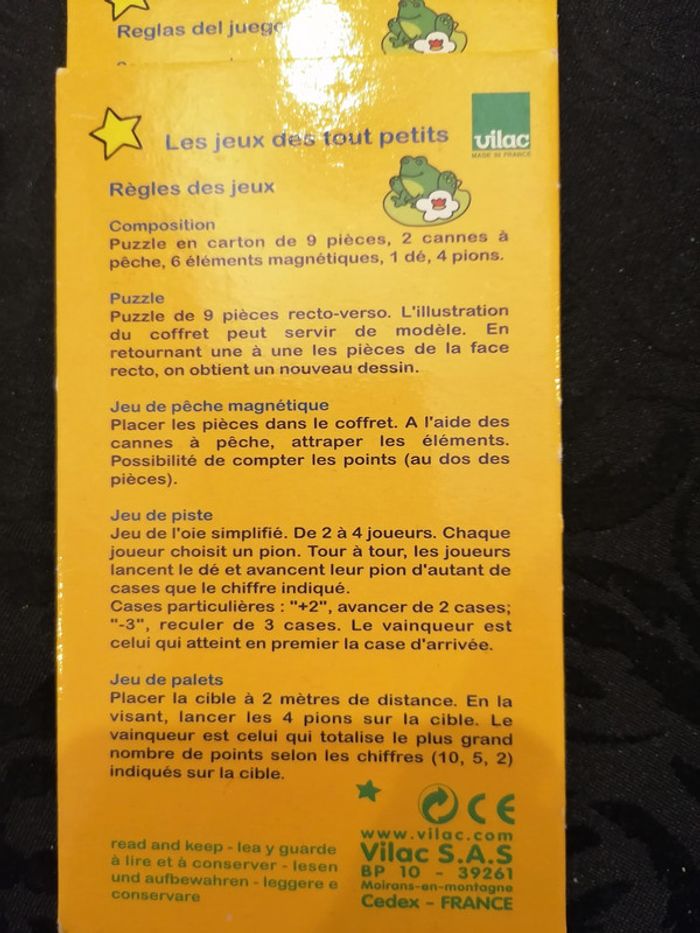 Reglas del juego
Les jeux des tout petits
vilac
MADE IN FRANCE
Règles des jeux
Composition
Puzzle en carton de 9 pièces, 2 cannes à
pêche, 6 éléments magnétiques, 1 dé, 4 pions.
Puzzle
Puzzle de 9 pièces recto-verso. L'illustration
du coffret peut servir de modèle. En
retournant une à une les pièces de la face
recto, on obtient un nouveau dessin.
Jeu de pêche magnétique
Placer les pièces dans le coffret. A l'aide des
cannes à pêche, attraper les éléments.
Possibilité de compter les points (au dos des
pièces).
Jeu de piste
Jeu de l'oie simplifié. De 2 à 4 joueurs. Chaque
joueur choisit un pion. Tour à tour, les joueurs
lancent le dé et avancent leur pion d'autant de
cases que le chiffre indiqué.
Cases particulières : "+2", avancer de 2 cases;
"-3", reculer de 3 cases. Le vainqueur est
celui qui atteint en premier la case d'arrivée.
Jeu de palets
Placer la cible à 2 mètres de distance. En la
visant, lancer les 4 pions sur la cible. Le
vainqueur est celui qui totalise le plus grand
nombre de points selon les chiffres (10, 5, 2)
indiqués sur la cible.
CE
read and keep - lea y guarde
à lire et à conserver - lesen
und aufbewahren - leggere e
conservare
www.vilac.com
Vilac S.A.S
BP 10 - 39261
Moirans-en-montagne
Cedex - FRANCE